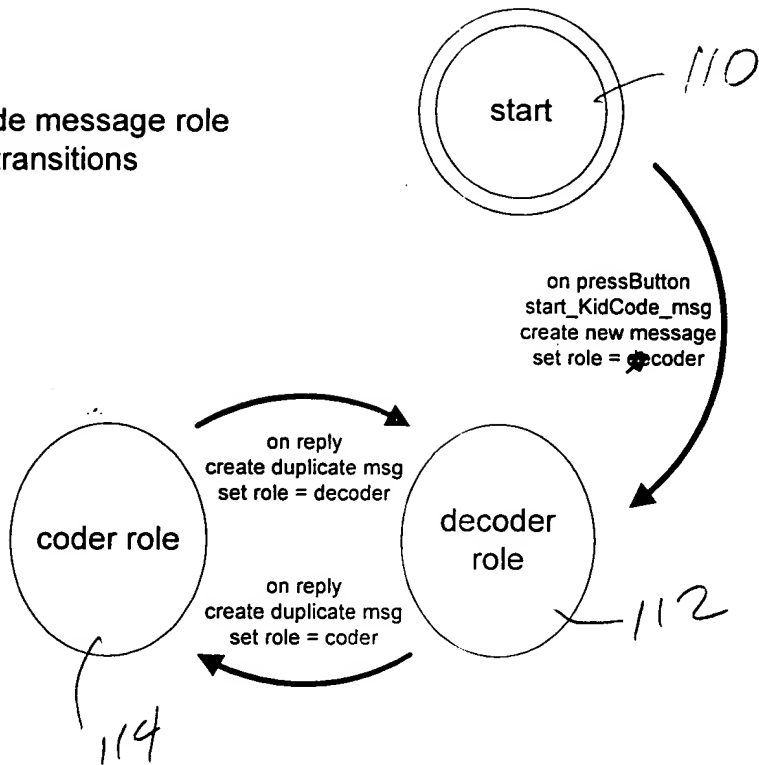 de message role
transitions
start
110
on pressButton
start_KidCode_msg
create new message
set role = decoder
on reply
create duplicate msg
set role = decoder
coder role
decoder
role
on reply
create duplicate msg
set role = coder
112
114